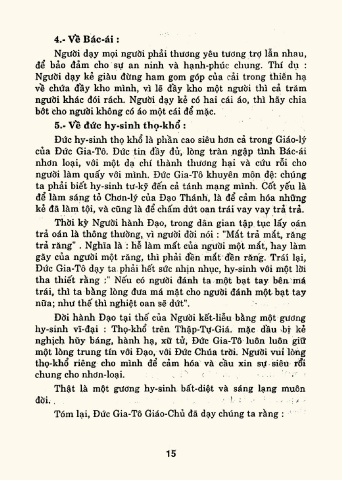 4.- Về Bác-ái :
Người dạy mọi người phải thương yêu tương trợ lẫn nhau,
để bảo đảm cho sự an ninh và hạnh-phúc chung. Thí dụ :
Người dạy kẻ giàu đừng ham gom góp của cải trong thiên hạ
về chứa đầy kho mình, vì lẽ đầy kho một người thì cả trăm
người khác đói rách. Người dạy kẻ có hai cái áo, thì hãy chia
bớt cho người không có áo một cái để mặc.
5.- Về đức hy-sinh thọ-khổ :
Đức hy-sinh thọ khổ là phần cao siêu hơn cả trong Giáo-lý
của Đức Gia-Tô. Đức tin đầy đủ, lòng tràn ngập tình Bác-ái
nhơn loại, với một dạ chí thành thương hại và cứu rỗi cho
người làm quấy với mình. Đức Gia-Tô khuyên môn đệ: chúng
ta phải biết hy-sinh tư-kỷ đến cả tánh mạng mình. Cốt yếu là
để làm sáng tỏ Chơn-lý của Đạo Thánh, là để cảm hóa những
kẻ đã làm tội, và cũng là để chấm dứt oan trái vay vay trả trả.
Thời kỳ Người hành Đạo, trong dân gian tập tục lấy oán
trả oán là thông thường, vì người đời nói : "Mắt trả mắt, răng
trả răng" . Nghĩa là : hễ làm mất của người một mắt, hay làm
gãy của người một răng, thì phải đền mắt đền răng. Trái lại,
Đức Gia-Tô dạy ta phải hết sức nhịn nhục, hy-sinh với một lời
tha thiết rằng :" Nếu có người đánh ta một bạt tay bên má
trái, thì ta bằng lòng đưa má mặt cho người đánh một bạt tay
nữa; như thế thì nghiệt oan sẽ dứt".
Đời hành Đạo tại thế của Người kết-liễu bằng một gương
hy-sinh vĩ-đại : Thọ-khổ trên Thập-Tự-Giá. mặc dầu bị kẻ
nghịch hủy báng, hành hạ, xử tử, Đức Gia-Tô luôn luôn giữ
một lòng trung tín với Đạo, với Đức Chúa trời. Người vui lòng
thọ-khổ riêng cho mình để cảm hóa và cầu xin sự siêu rỗi
chung cho nhơn-loại.
Thật là một gương hy-sinh bất-diệt và sáng lạng muôn
đời.
Tóm lại, Đức Gia-Tô Giáo-Chủ đã dạy chúng ta rằng :
15